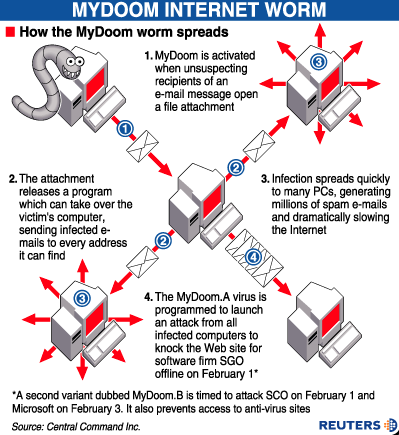 MYDOOM INTERNET WORM
How the MyDoom worm spreads
1. MyDoom is activated
when unsuspecting
recipients of an
e-mail message open
a file attachment
3
1
2
2. The attachment
releases a program
which can take over the
victim's computer,
sending infected e-
mails to every address
it can find
3. Infection spreads quickly
to many PCs, generating
millions of spam e-mails
and dramatically slowing
the Internet
2
4
3
4. The MyDoom.A virus is
programmed to launch
an attack from all
infected computers to
knock the Web site for
software firm SGO
offline on February 1*
*A second variant dubbed MyDoom.B is timed to attack SCO on February 1 and
Microsoft on February 3. It also prevents access to anti-virus sites
Source: Central Command Inc.
REUTERS